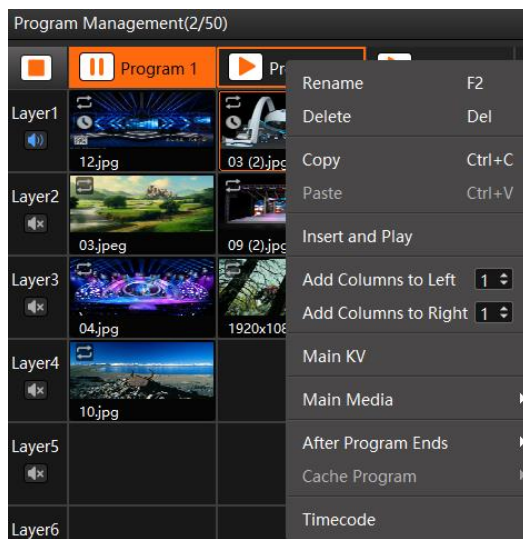 Program Management(2/50)
Program 1
Pr
Rename F2
Delete Del
Copy Ctrl+C
Paste Ctrl+V
Insert and Play
Add Columns to Left 1
Add Columns to Right 1
Main KV
Main Media
After Program Ends
Cache Program
Timecode
Layer1
12.jpg
03 (2).jpg
Layer2
03.jpeg
09 (2).jpg
Layer3
04.jpg
1920x108
Layer4
10.jpg
Layer5
Layer6